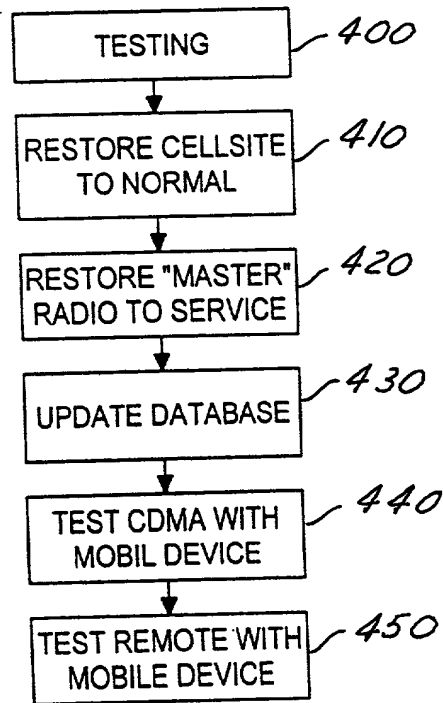 TESTING
400
RESTORE CELLSITE
TO NORMAL
410
RESTORE "MASTER"
RADIO TO SERVICE
420
UPDATE DATABASE
430
TEST CDMA WITH
MOBIL DEVICE
440
TEST REMOTE WITH
MOBILE DEVICE
450